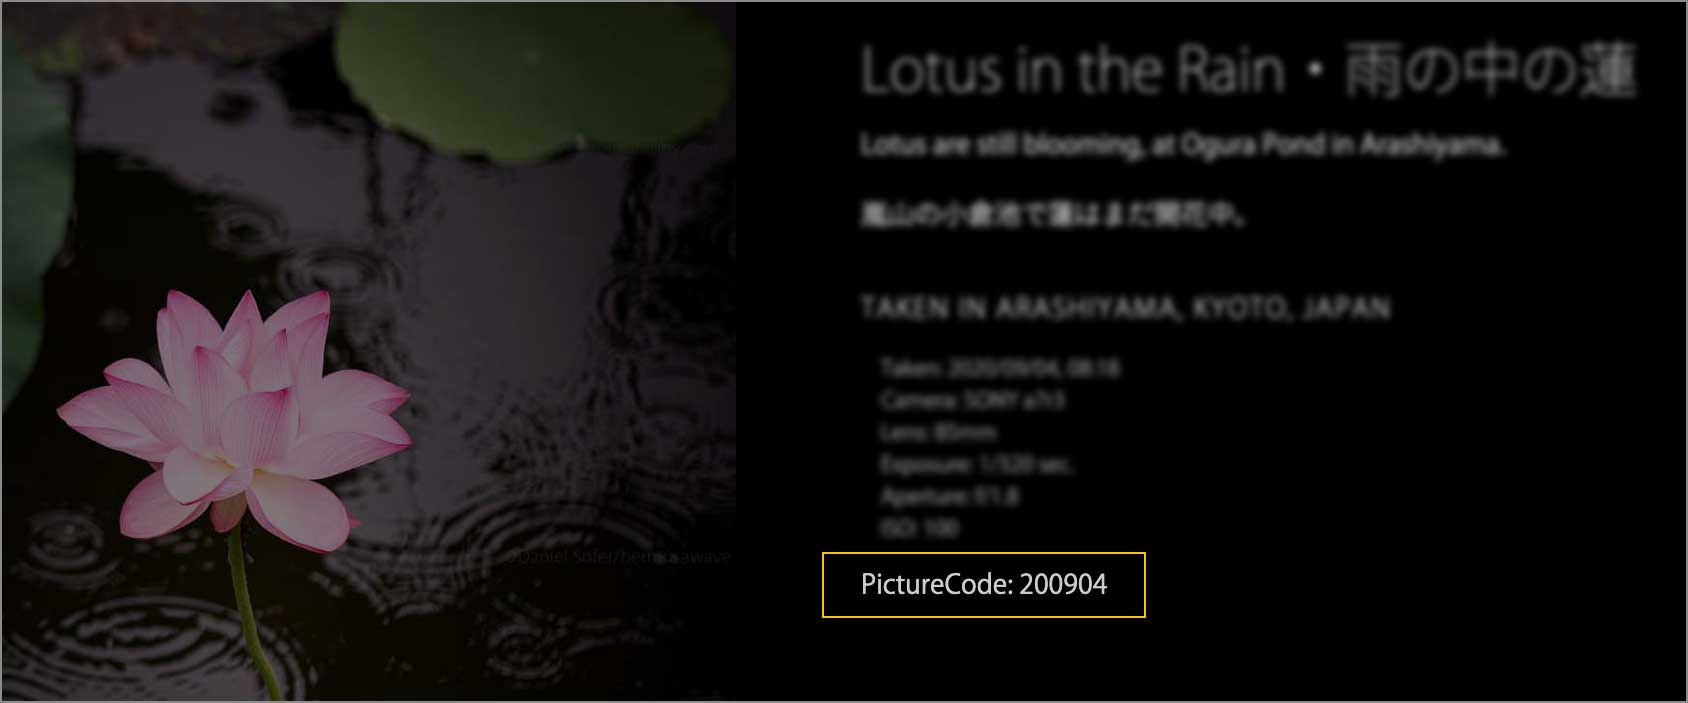 Lotus in the Rain・雨の中の蓮
Lotus are still blooming, at Ogura Pond in Arashiyama.
嵐山の小倉池で蓮はまだ開花中。
TAKEN IN ARASHIYAMA, KYOTO, JAPAN
Taken: 2020/09/04, 08:18
Camera: SONY a7r3
Lens: 85mm
Exposure: 1/320 sec.
Aperture: f/1.8
ISO: 100
©Daniel Sofer/hermosawave
PictureCode: 200904